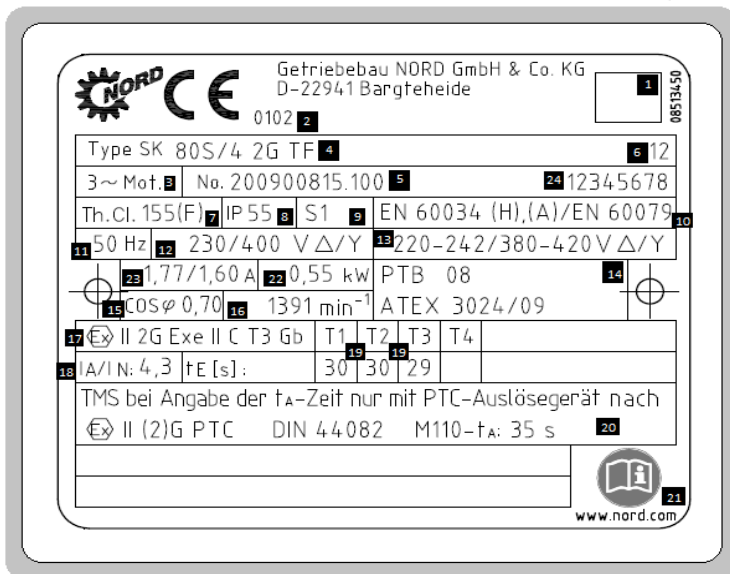 NORD CE Getriebebau NORD GmbH & Co. KG 1
D-22941 Bargteheide
0102 2
08513450
Type SK 80S/4 2G TF 4 6 12
3~ Mot. 3 No. 200900815.100 5 24 12345678
Th.Cl. 155(F) 7 IP55 8 S1 9 EN 60034 (H),(A)/EN 60079 10
11 50 Hz 12 230/400 V △/Y 13 220-242/380-420V △/Y
23 1,77/1,60 A 22 0,55 kW PTB 08 14
15 COSφ 0,70 16 1391 min⁻¹ ATEX 3024/09
17 Ex II 2G Exe II C T3 Gb T1 T2 T3 T4
19 19
18 IA/IN: 4,3 tE[s]: 30 30 29
TMS bei Angabe der tA-Zeit nur mit PTC-Auslösegerät nach
Ex II (2)G PTC DIN 44082 M110-tA: 35 s 20
21
www.nord.com